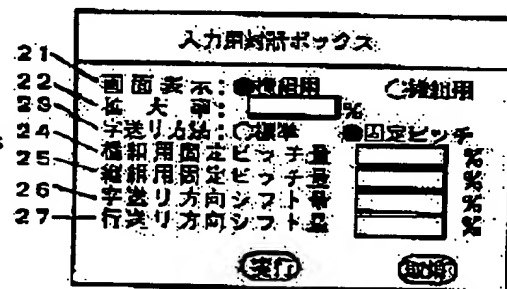 入力用対話ボックス
21 画面表示: ●横組用 ○縦組用
22 拡大率: %
23 字送り方法: ○標準 ●固定ピッチ
24 横組用固定ピッチ量 %
25 縦組用固定ピッチ量 %
26 字送り方向シフト量 %
27 行送り方向シフト量 %
実行 取消